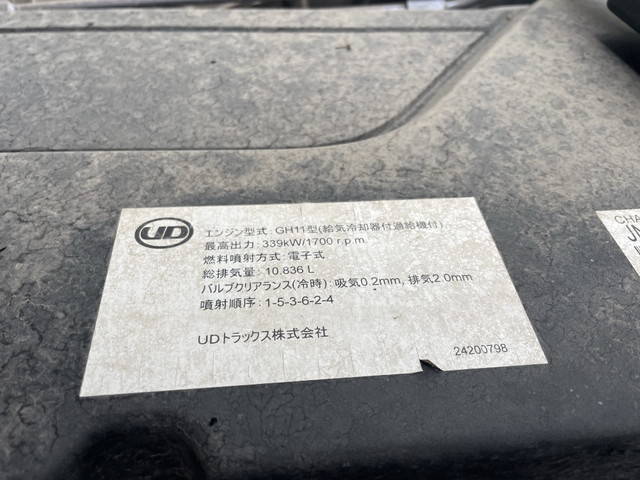 UD
エンジン型式:GH11型(給気冷却器付過給機付)
最高出力:339kW/1700 r.p.m.
燃料噴射方式:電子式
総排気量:10.836 L
バルブクリアランス(冷時):吸気0.2mm, 排気2.0mm
噴射順序:1-5-3-6-2-4
UDトラックス株式会社
24200798
CHA
JN